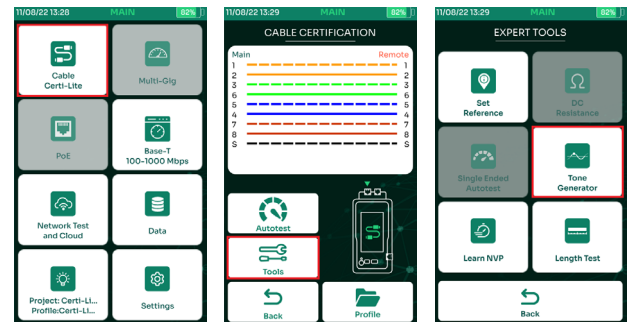 11/08/22 13:28 MAIN 82%
Cable
Certi-Lite
Multi-Gig
PoE
Base-T
100-1000 Mbps
Network Test
and Cloud
Data
Project: Certi-Li...
Profile:Certi-Li...
Settings
11/08/22 13:29 MAIN 82%
CABLE CERTIFICATION
Main Remote
1 1
2 2
3 3
6 6
5 5
4 4
7 7
8 8
S S
Autotest
Tools
Back
Profile
11/08/22 13:29 MAIN 82%
EXPERT TOOLS
Set
Reference
Ω
DC
Resistance
Single Ended
Autotest
Tone
Generator
Learn NVP
Length Test
Back